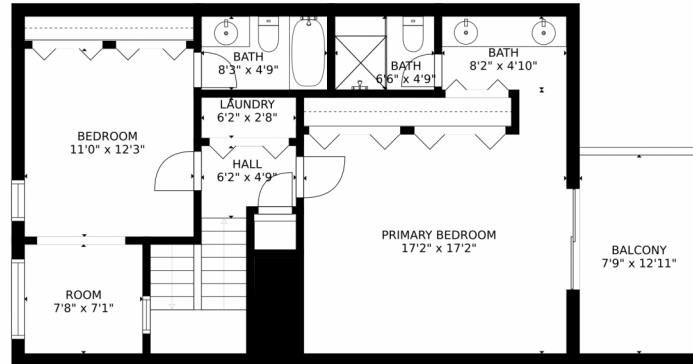 BATH
8'3" x 4'9"
BATH
6'6" x 4'9"
BATH
8'2" x 4'10"
LAUNDRY
6'2" x 2'8"
BEDROOM
11'0" x 12'3"
HALL
6'2" x 4'9"
PRIMARY BEDROOM
17'2" x 17'2"
BALCONY
7'9" x 12'11"
ROOM
7'8" x 7'1"